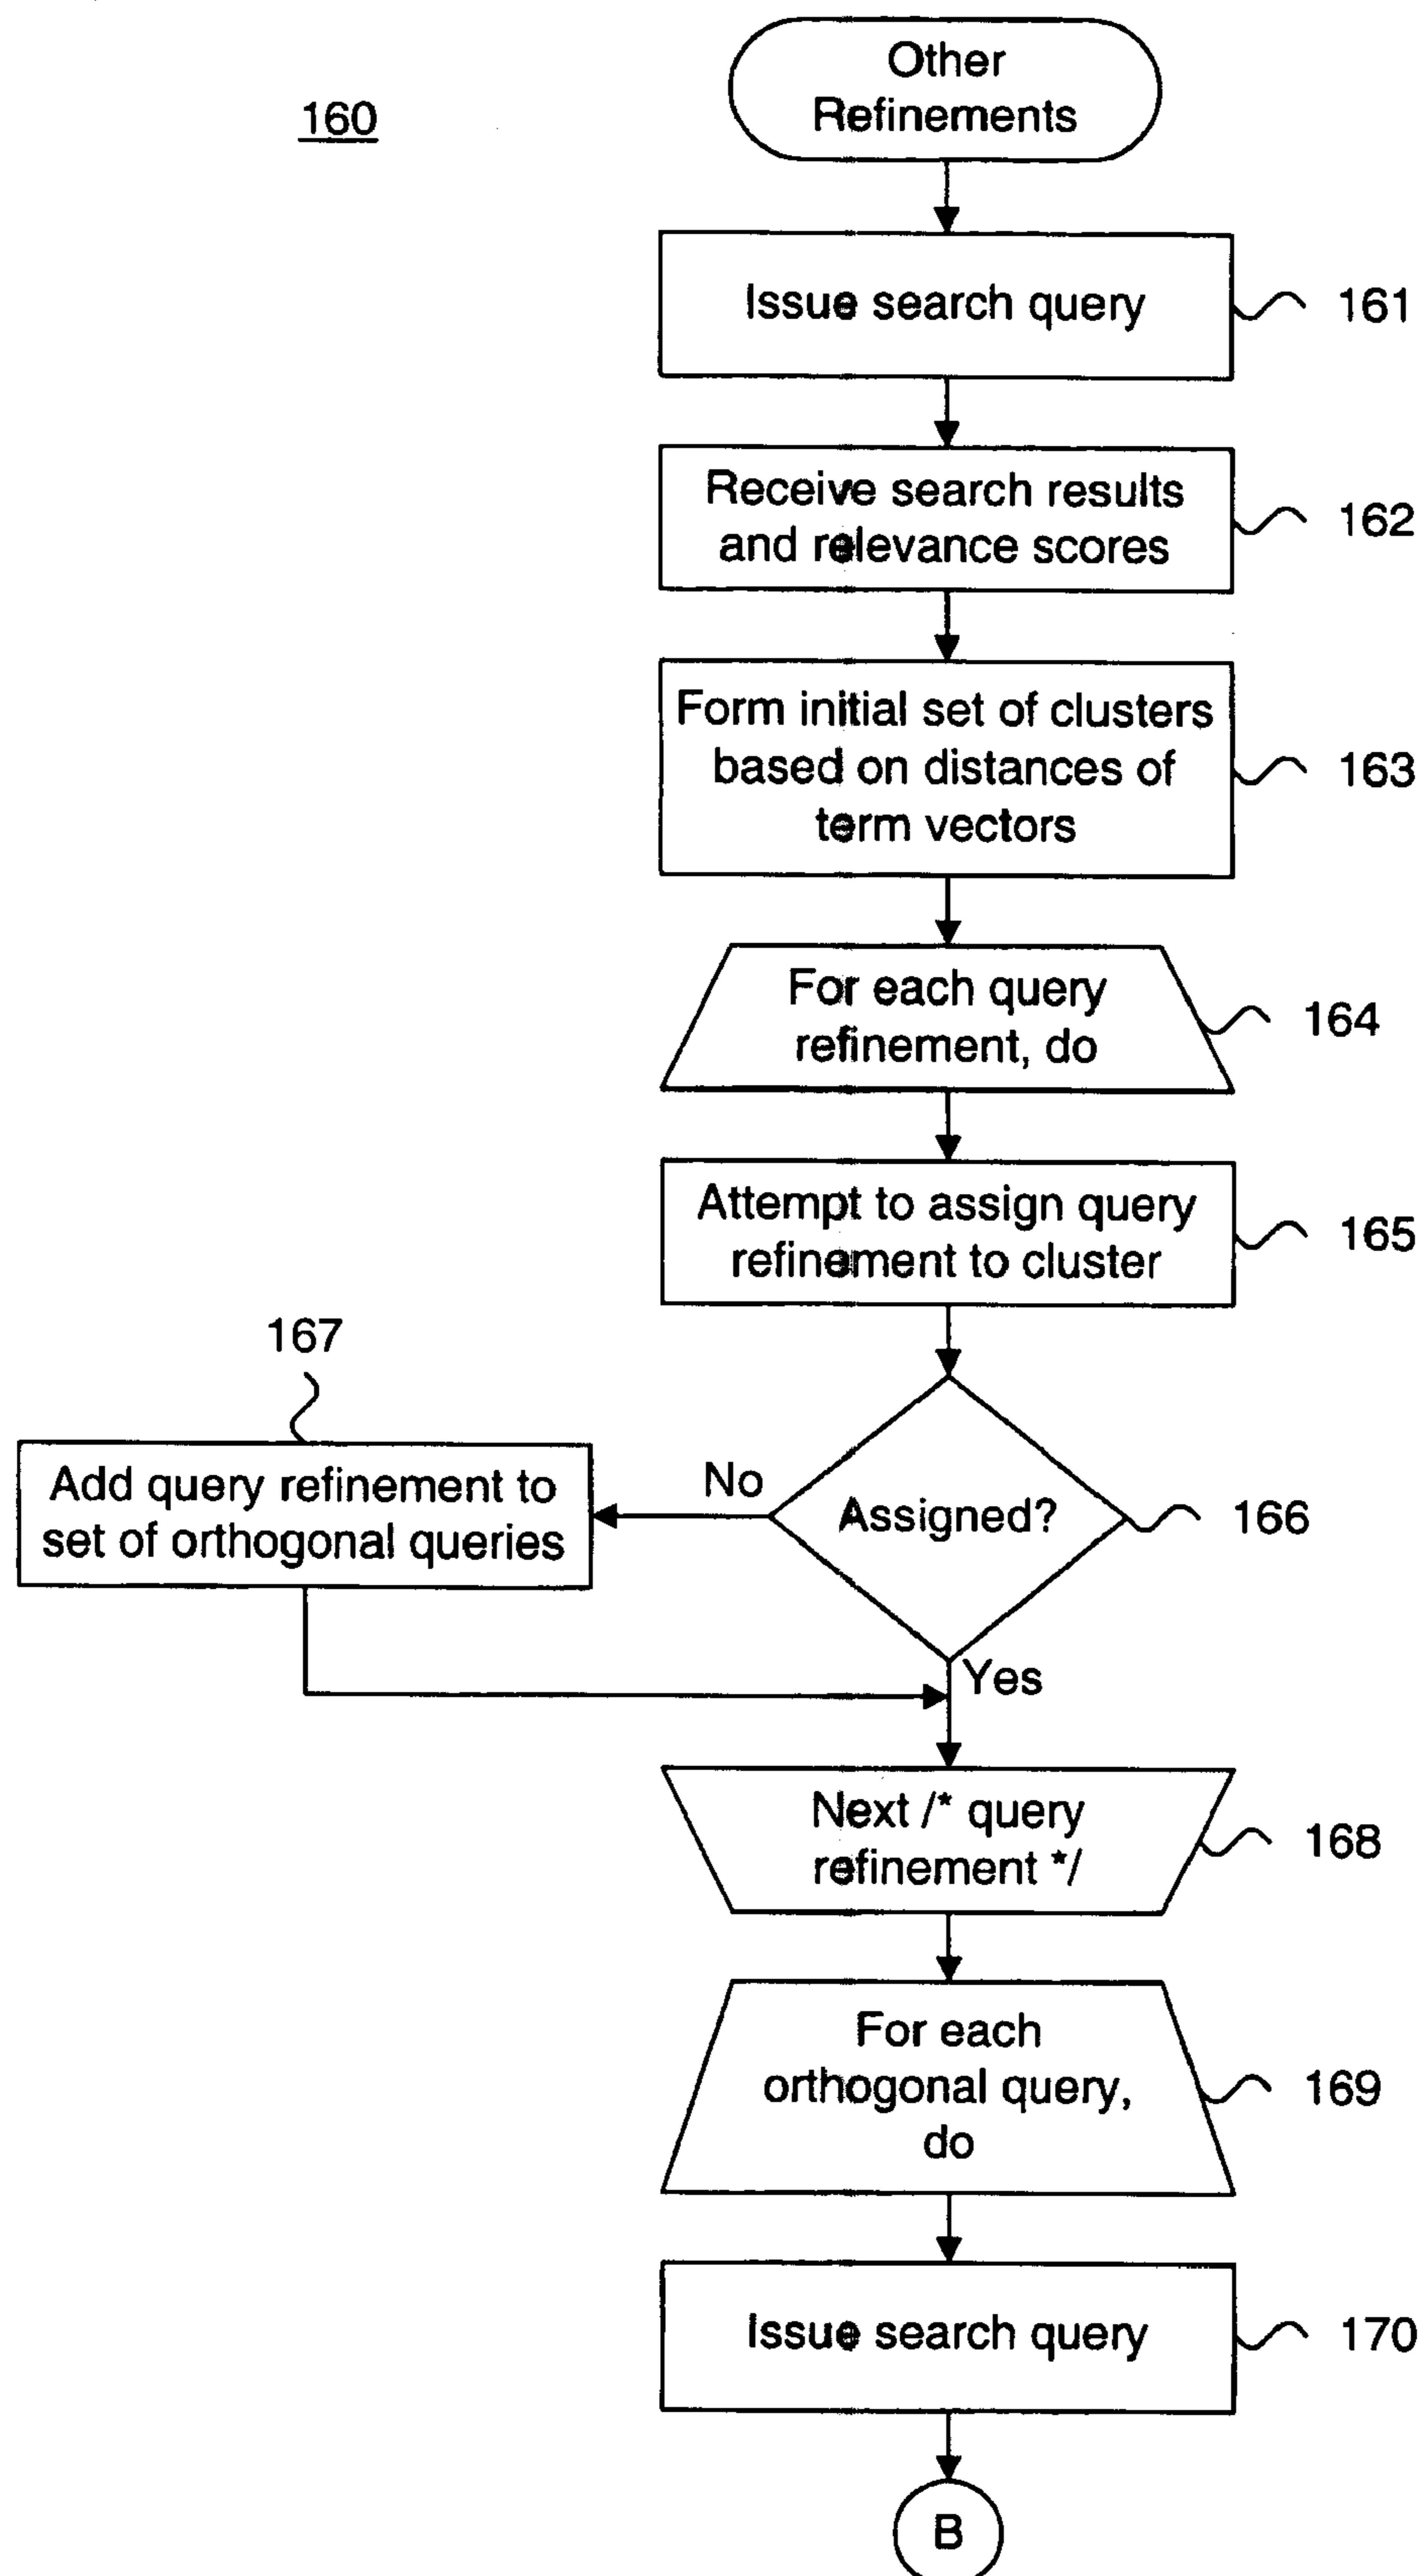 160
Other
Refinements
Issue search query
161
Receive search results
and relevance scores
162
Form initial set of clusters
based on distances of
term vectors
163
For each query
refinement, do
164
Attempt to assign query
refinement to cluster
165
167
Add query refinement to
set of orthogonal queries
No
Assigned?
166
Yes
Next /* query
refinement */
168
For each
orthogonal query,
do
169
Issue search query
170
B